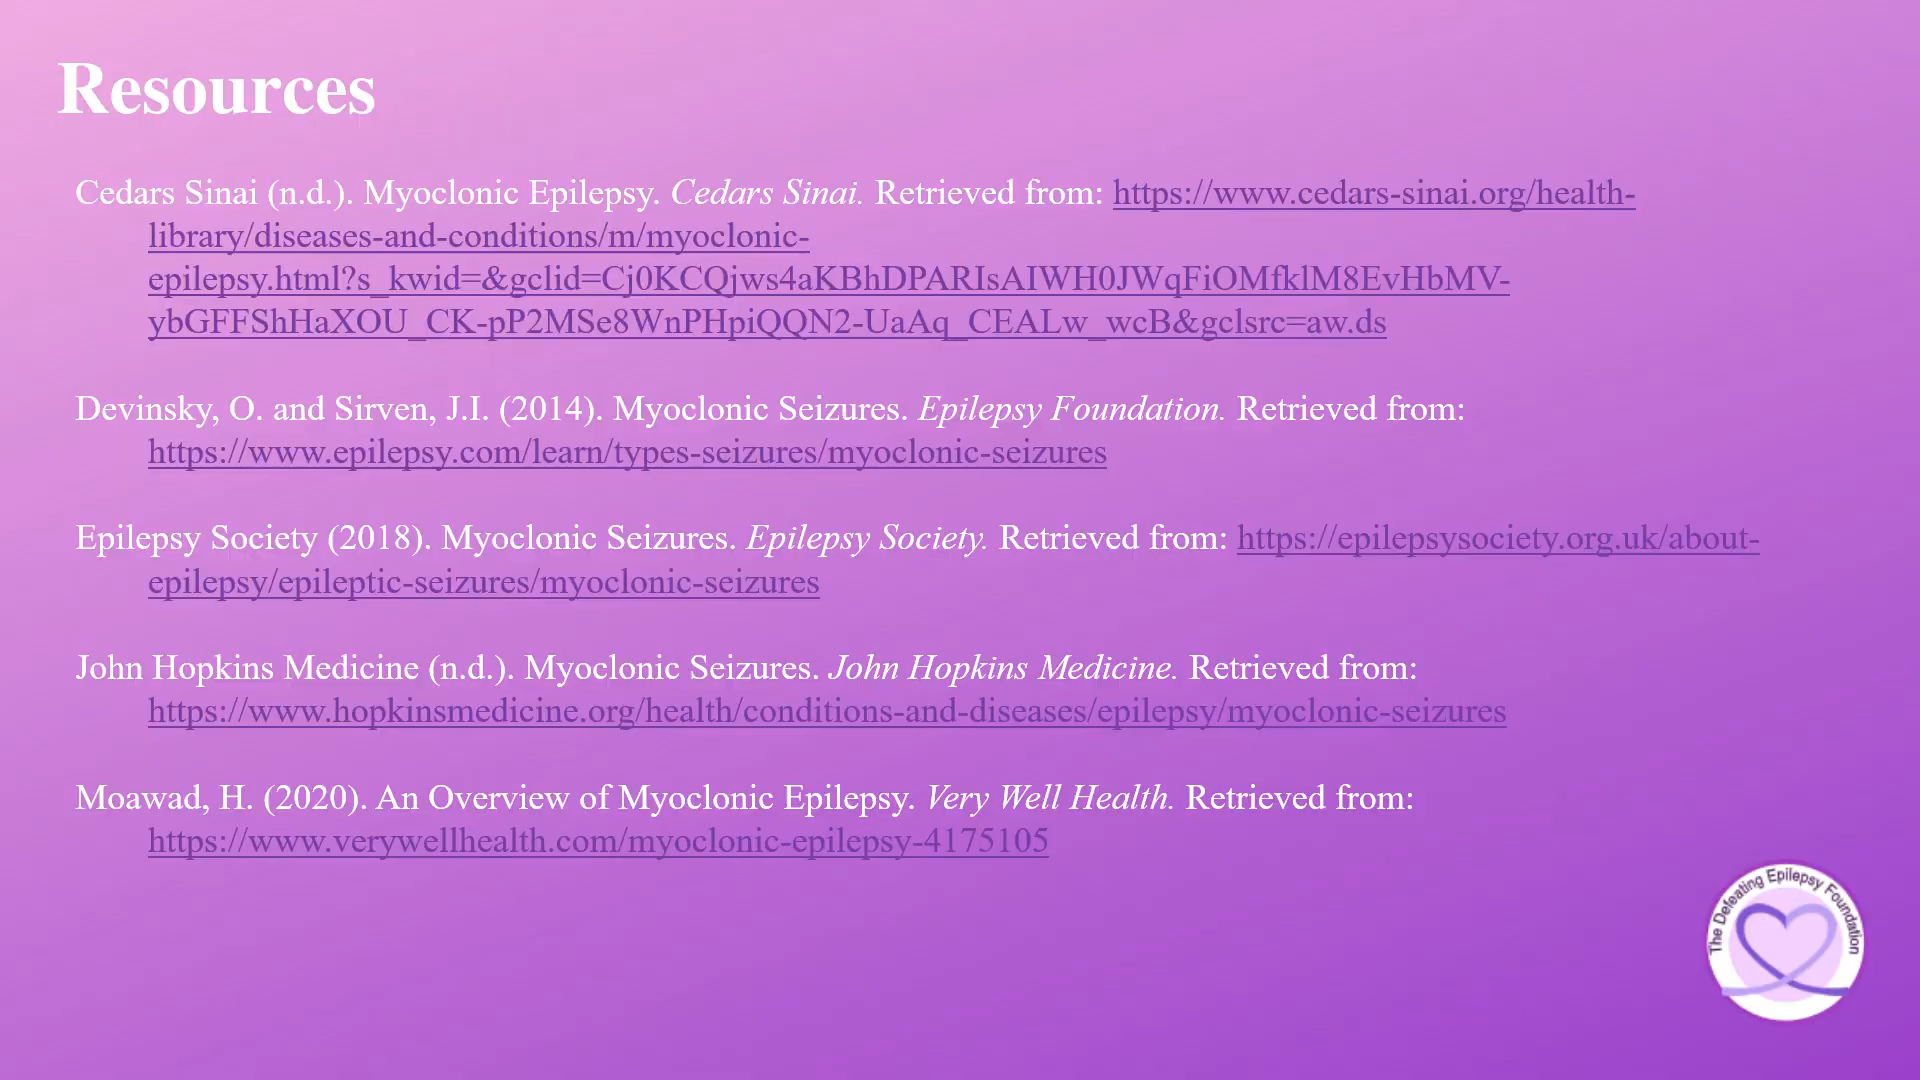 Resources
Cedars Sinai (n.d.). Myoclonic Epilepsy. Cedars Sinai. Retrieved from: https://www.cedars-sinai.org/health-
library/diseases-and-conditions/m/myoclonic-
epilepsy.html?s_kwid=&gclid=Cj0KCQjws4aKBhDPARIsAIWH0JWqFiOMfklM8EvHbMV-
ybGFFShHaXOU_CK-pP2MSe8WnPHpiQQN2-UaAq_CEALw_wcB&gclsrc=aw.ds
Devinsky, O. and Sirven, J.I. (2014). Myoclonic Seizures. Epilepsy Foundation. Retrieved from:
https://www.epilepsy.com/learn/types-seizures/myoclonic-seizures
Epilepsy Society (2018). Myoclonic Seizures. Epilepsy Society. Retrieved from: https://epilepsysociety.org.uk/about-
epilepsy/epileptic-seizures/myoclonic-seizures
John Hopkins Medicine (n.d.). Myoclonic Seizures. John Hopkins Medicine. Retrieved from:
https://www.hopkinsmedicine.org/health/conditions-and-diseases/epilepsy/myoclonic-seizures
Moawad, H. (2020). An Overview of Myoclonic Epilepsy. Very Well Health. Retrieved from:
https://www.verywellhealth.com/myoclonic-epilepsy-4175105
The Defeating Epilepsy Foundation